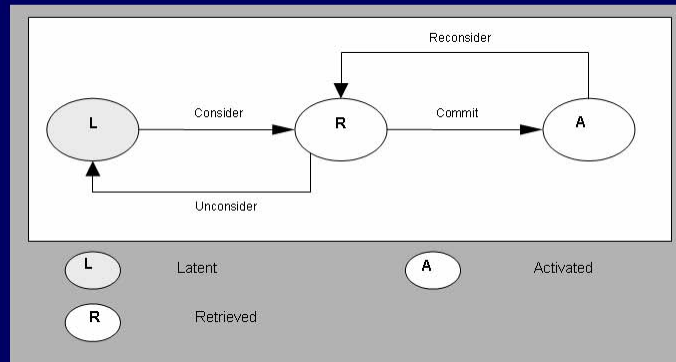 Reconsider
L
Consider
R
Commit
A
Unconsider
L Latent
A Activated
R Retrieved